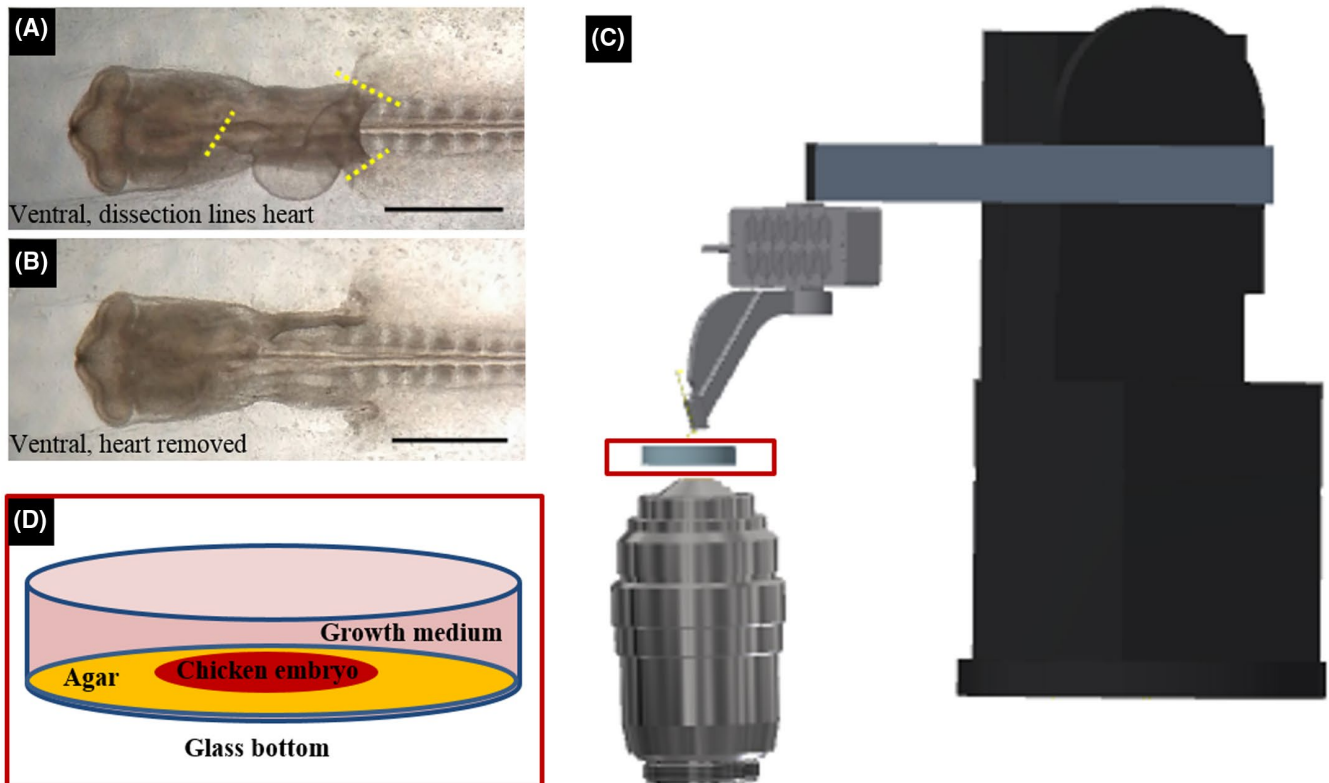 (A)
Ventral, dissection lines heart
(B)
Ventral, heart removed
(C)
(D)
Growth medium
Chicken embryo
Agar
Glass bottom